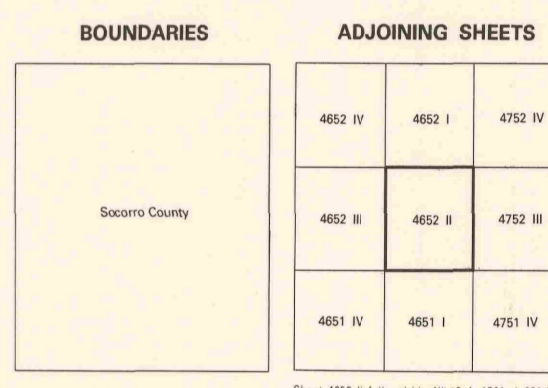 BOUNDARIES
ADJOINING SHEETS
Socorro County
4652 IV 4652 I 4752 IV
4652 III 4652 II 4752 III
4651 IV 4651 I 4751 IV